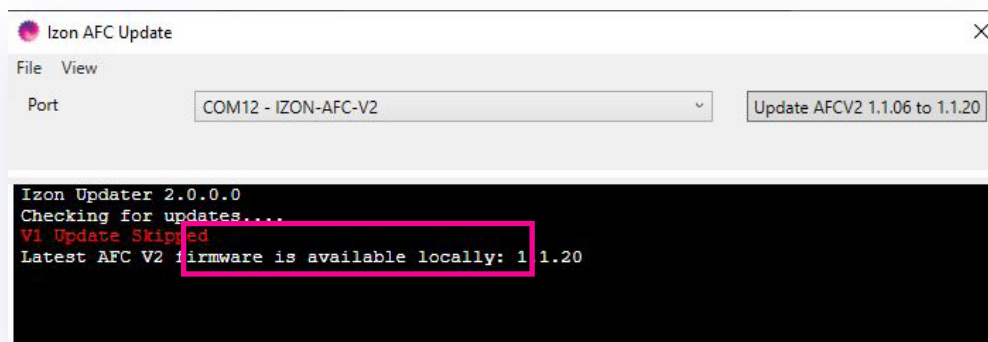 Izon AFC Update
File View
Port COM12 - IZON-AFC-V2 Update AFCV2 1.1.06 to 1.1.20
Izon Updater 2.0.0.0
Checking for updates....
V1 Update Skipped
Latest AFC V2 firmware is available locally: 1.1.20